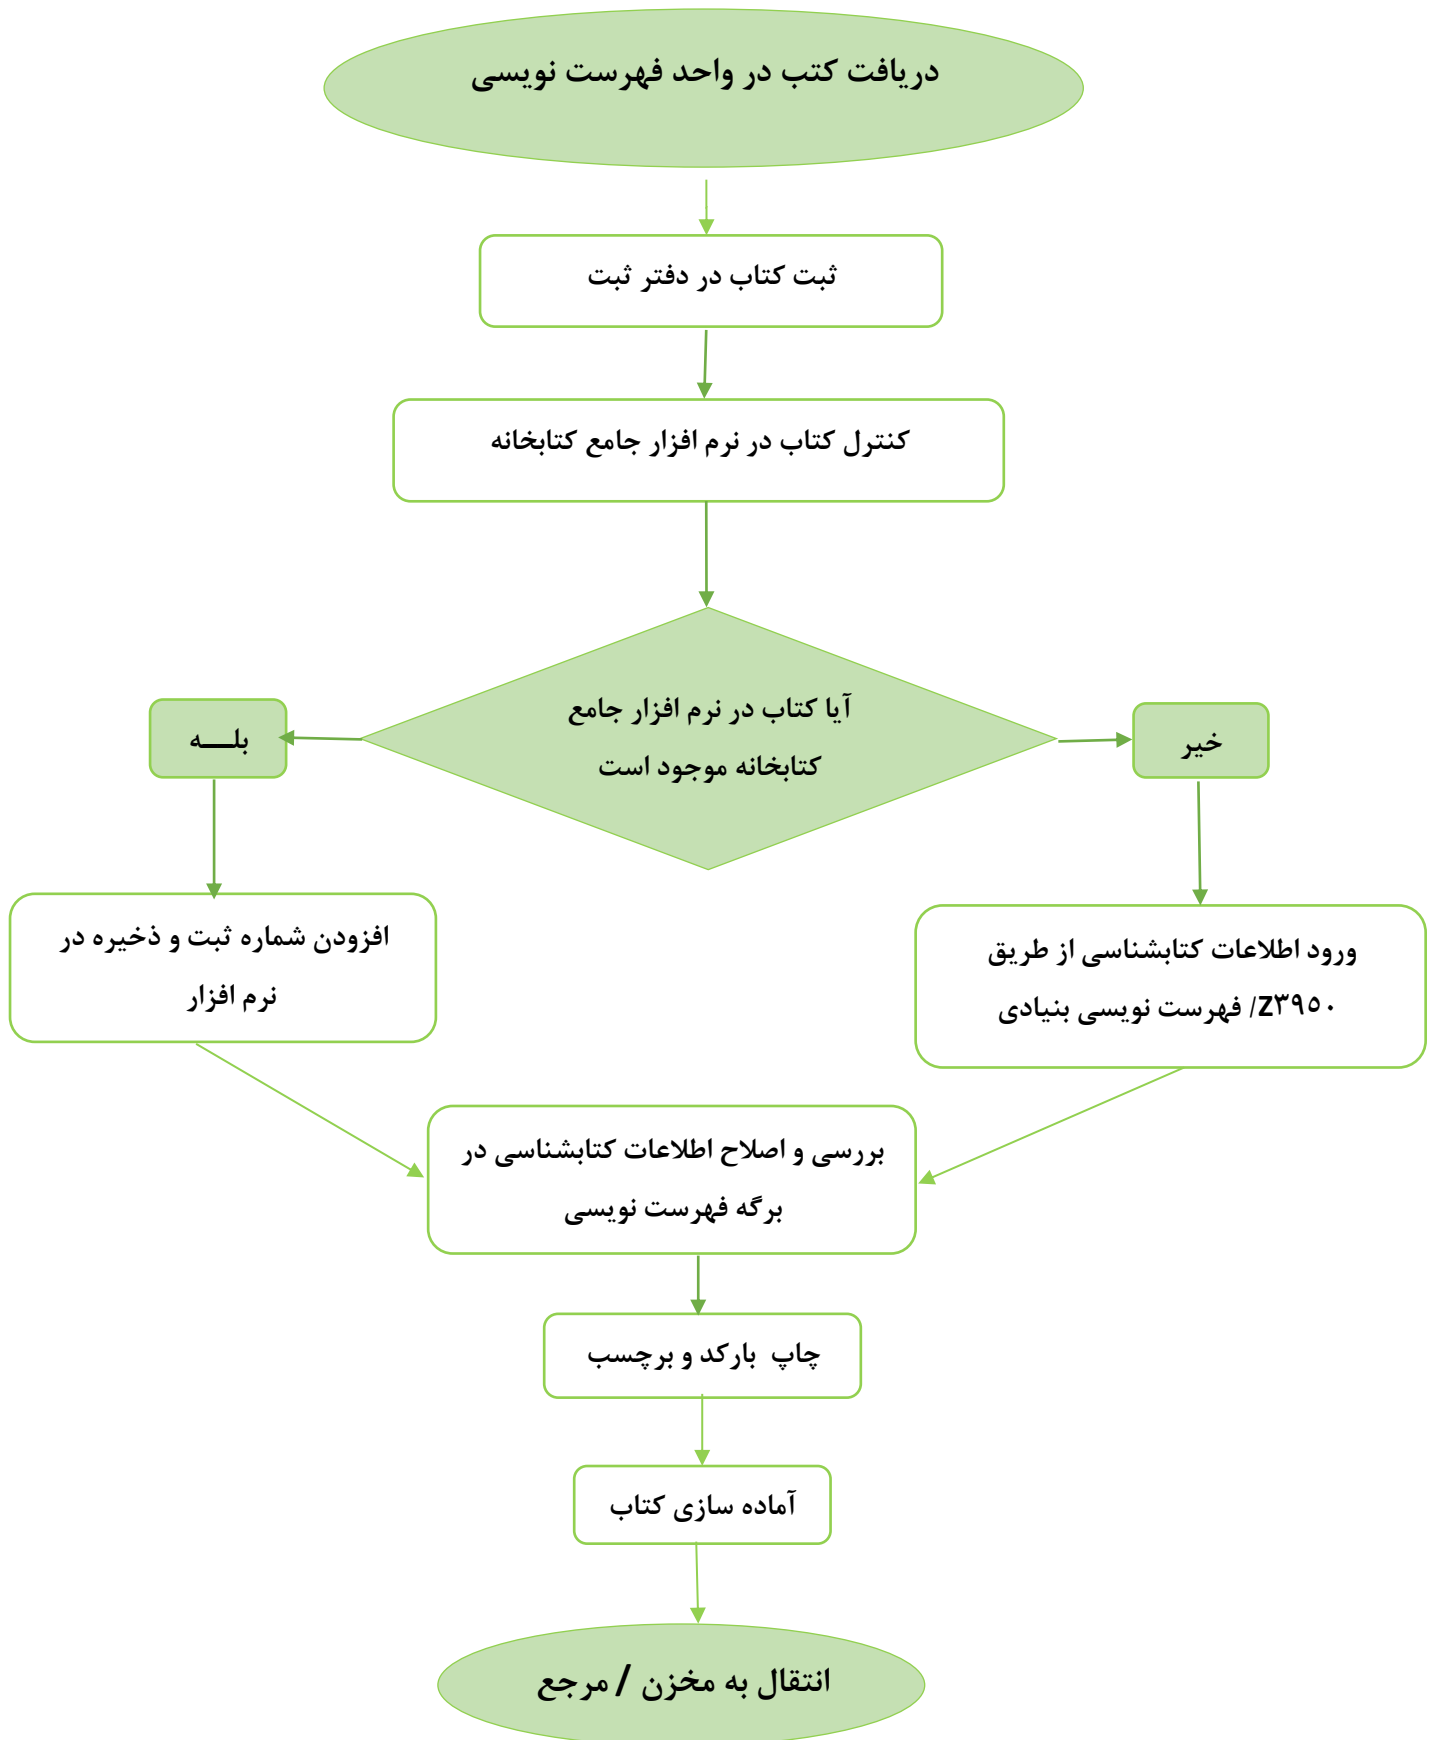 دریافت کتب در واحد فهرست نویسی
ثبت کتاب در دفتر ثبت
کنترل کتاب در نرم افزار جامع کتابخانه
آیا کتاب در نرم افزار جامع
کتابخانه موجود است
خیر
بلـــه
ورود اطلاعات کتابشناسی از طریق
Z۳۹۵۰/ فهرست نویسی بنیادی
افزودن شماره ثبت و ذخیره در
نرم افزار
بررسی و اصلاح اطلاعات کتابشناسی در
برگه فهرست نویسی
چاپ  بارکد و برچسب
آماده سازی کتاب
انتقال به مخزن / مرجع